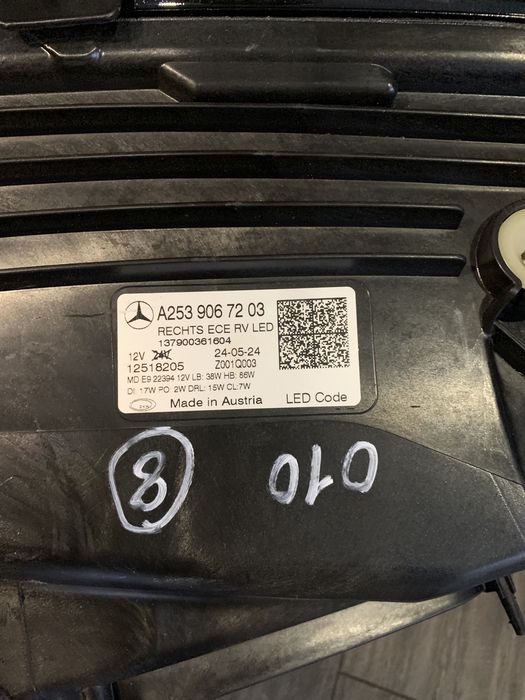 A253 906 72 03
RECHTS ECE RV LED
137900361604
12V 24V 24-05-24
12518205 Z001Q003
MD E9 22394 12V LB: 38W HB: 86W
DI: 17W PO: 2W DRL: 15W CL:7W
Made in Austria LED Code
8 010